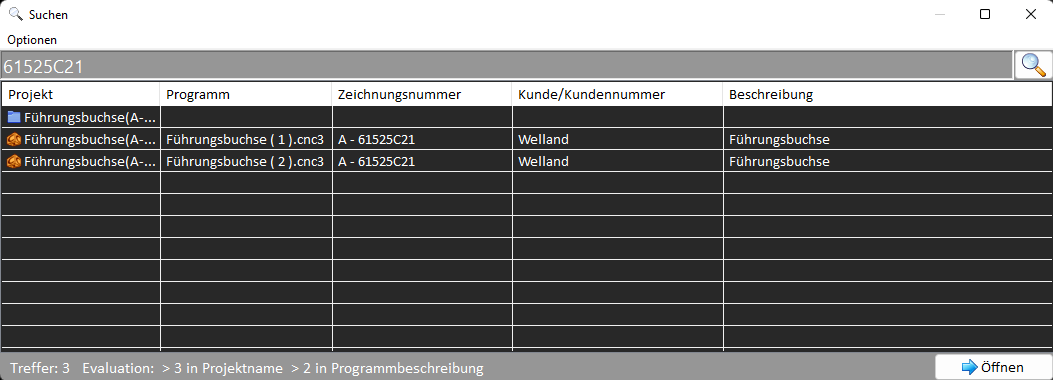 Suchen
Optionen
61525C21
Projekt Programm Zeichnungsnummer Kunde/Kundennummer Beschreibung
Führungsbuchse(A-...
Führungsbuchse(A-... Führungsbuchse ( 1 ).cnc3 A - 61525C21 Welland Führungsbuchse
Führungsbuchse(A-... Führungsbuchse ( 2 ).cnc3 A - 61525C21 Welland Führungsbuchse
Treffer: 3 Evaluation: > 3 in Projektname > 2 in Programmbeschreibung Öffnen